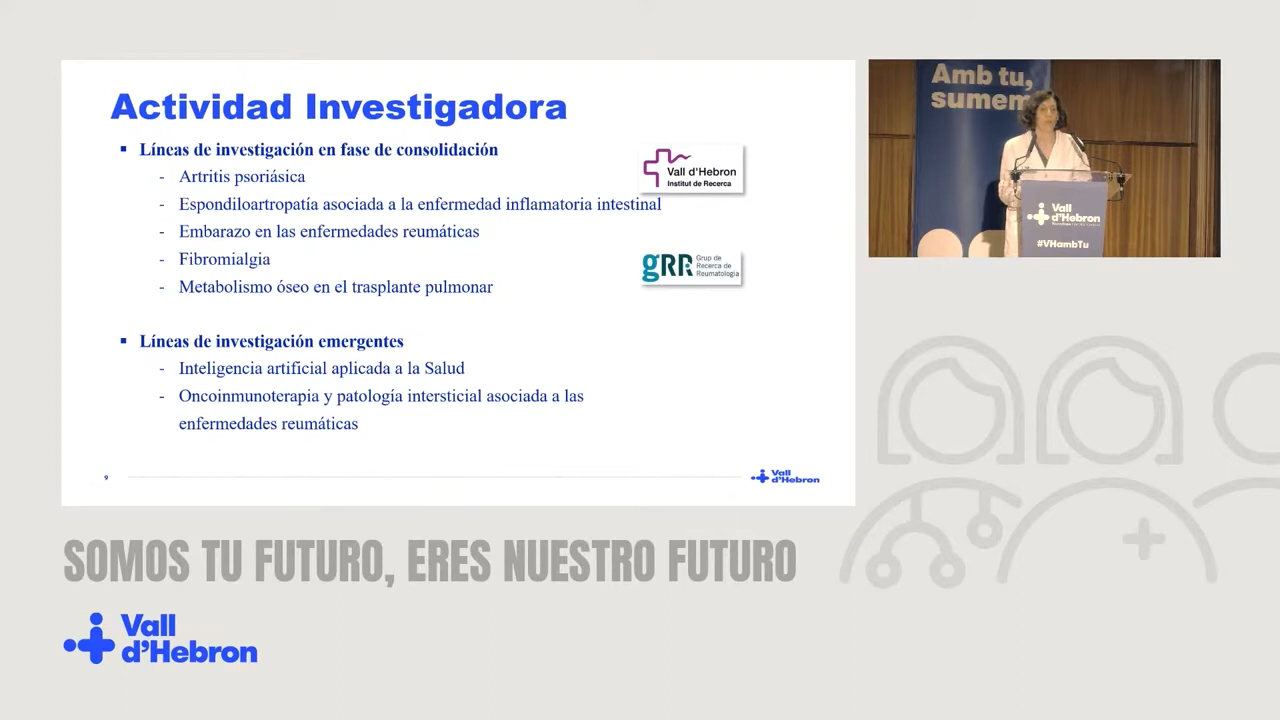 Actividad Investigadora
▪ Líneas de investigación en fase de consolidación
- Artritis psoriásica
- Espondiloartropatía asociada a la enfermedad inflamatoria intestinal
- Embarazo en las enfermedades reumáticas
- Fibromialgia
- Metabolismo óseo en el trasplante pulmonar
▪ Líneas de investigación emergentes
- Inteligencia artificial aplicada a la Salud
- Oncoinmunoterapia y patología intersticial asociada a las
enfermedades reumáticas
Vall d'Hebron
Institut de Recerca
gRR
Grup de
Recerca de
Reumatologia
9
Vall
d'Hebron
Amb tu,
sumem
Vall
d'Hebron
#VHambTu
SOMOS TU FUTURO, ERES NUESTRO FUTURO
Vall
d'Hebron